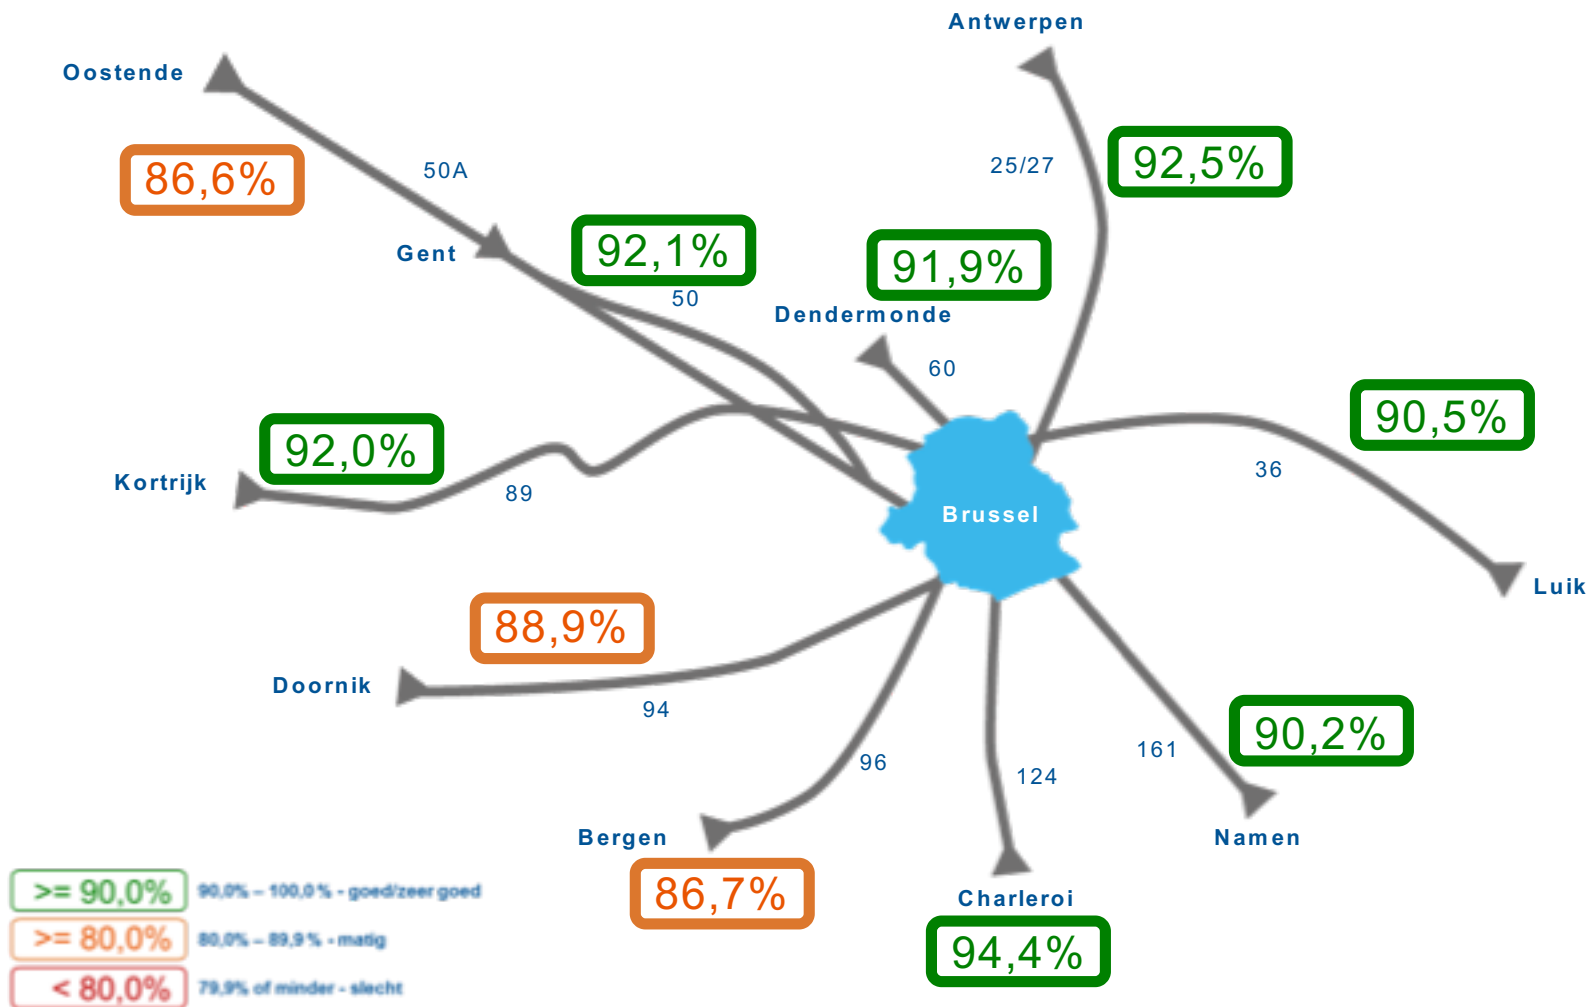 Antwerpen
Oostende
92,5%
25/27
50A
86,6%
92,1%
Gent
91,9%
50
Dendermonde
60
90,5%
92,0%
36
Kortrijk
89
Brussel
Luik
88,9%
Doornik
94
90,2%
161
96
124
Bergen
Namen
86,7%
Charleroi
94,4%
>= 90,0% 90,0% – 100,0 % - goed/zeer goed
>= 80,0% 80,0% – 89,9 % - matig
< 80,0% 79,9% of minder - slecht